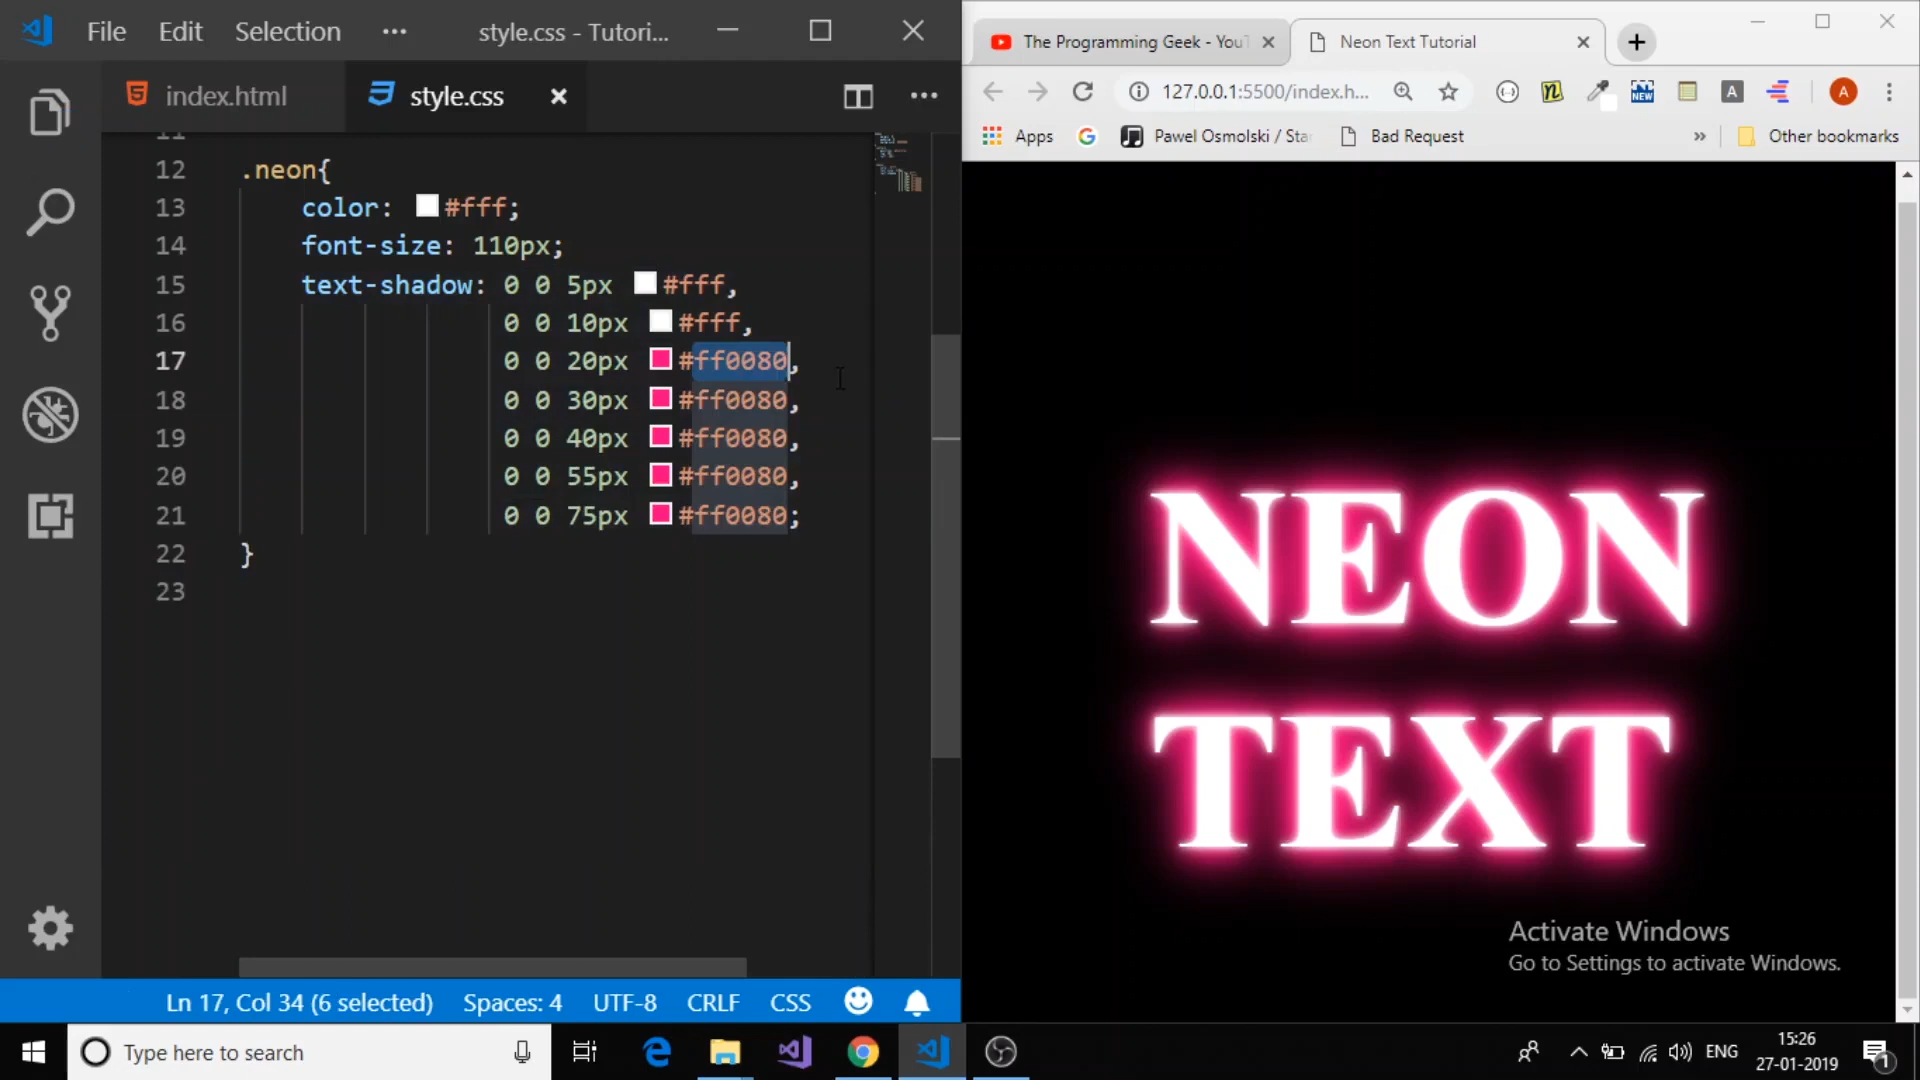 File Edit Selection ··· style.css - Tutori...
index.html style.css
11
12 .neon{
13 color: #fff;
14 font-size: 110px;
15 text-shadow: 0 0 5px #fff,
16 0 0 10px #fff,
17 0 0 20px #ff0080,
18 0 0 30px #ff0080,
19 0 0 40px #ff0080,
20 0 0 55px #ff0080,
21 0 0 75px #ff0080;
22 }
23
Ln 17, Col 34 (6 selected) Spaces: 4 UTF-8 CRLF CSS
The Programming Geek - YouT Neon Text Tutorial
127.0.0.1:5500/index.h... NEW A A
Apps Pawel Osmolski / Sta Bad Request » Other bookmarks
NEON
TEXT
Activate Windows
Go to Settings to activate Windows.
Type here to search
ENG 15:26
27-01-2019 1